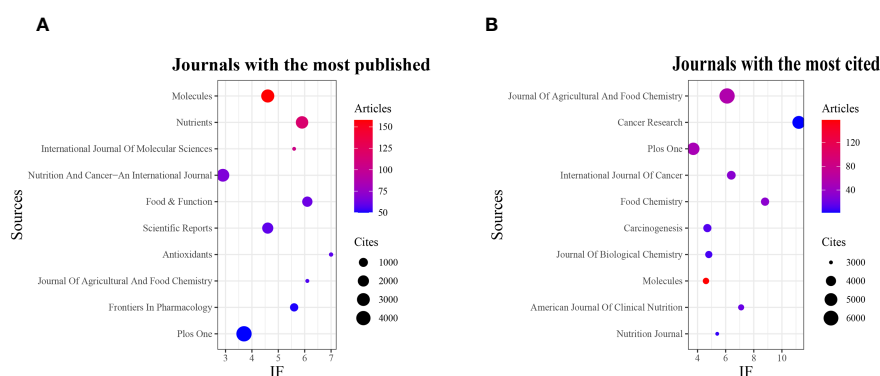 A
Journals with the most published
Molecules
Nutrients
International Journal Of Molecular Sciences
Nutrition And Cancer−An International Journal
Food & Function
Scientific Reports
Antioxidants
Journal Of Agricultural And Food Chemistry
Frontiers In Pharmacology
Plos One
Sources
3 4 5 6 7
IF
Articles
150
100
50
Cites
1000
2000
3000
4000
B
Journals with the most cited
Journal Of Agricultural And Food Chemistry
Cancer Research
Plos One
International Journal Of Cancer
Food Chemistry
Carcinogenesis
Journal Of Biological Chemistry
Molecules
American Journal Of Clinical Nutrition
Nutrition Journal
Sources
4 6 8 10
IF
Articles
120
80
40
Cites
3000
4000
5000
6000